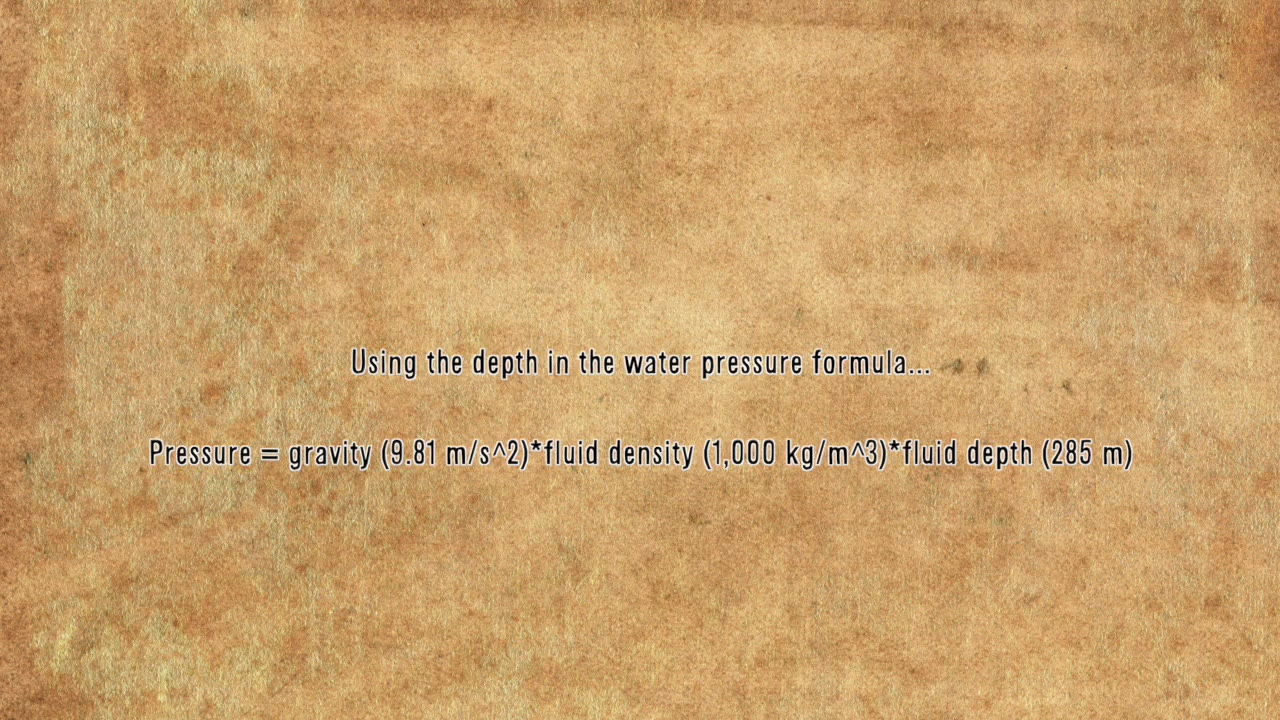 Using the depth in the water pressure formula...
Pressure = gravity (9.81 m/s^2)*fluid density (1,000 kg/m^3)*fluid depth (285 m)